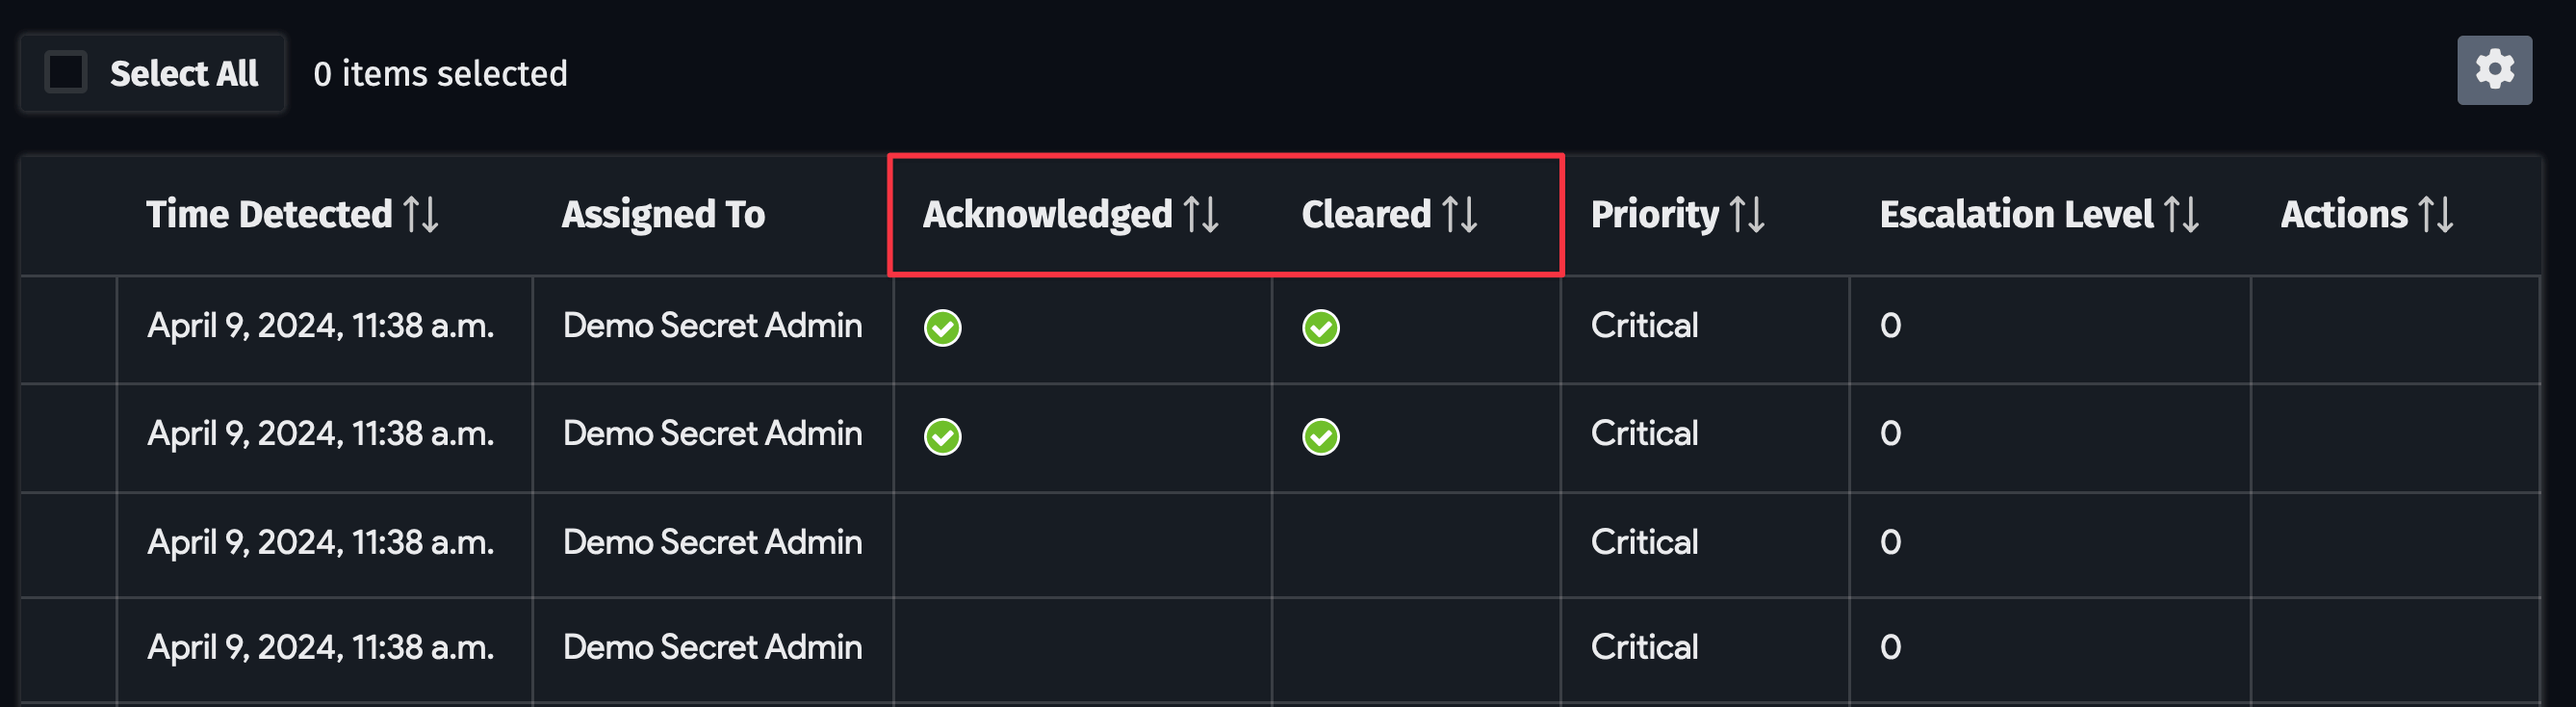 Select All 0 items selected
Time Detected Assigned To Acknowledged Cleared Priority Escalation Level Actions
April 9, 2024, 11:38 a.m. Demo Secret Admin Critical 0
April 9, 2024, 11:38 a.m. Demo Secret Admin Critical 0
April 9, 2024, 11:38 a.m. Demo Secret Admin Critical 0
April 9, 2024, 11:38 a.m. Demo Secret Admin Critical 0